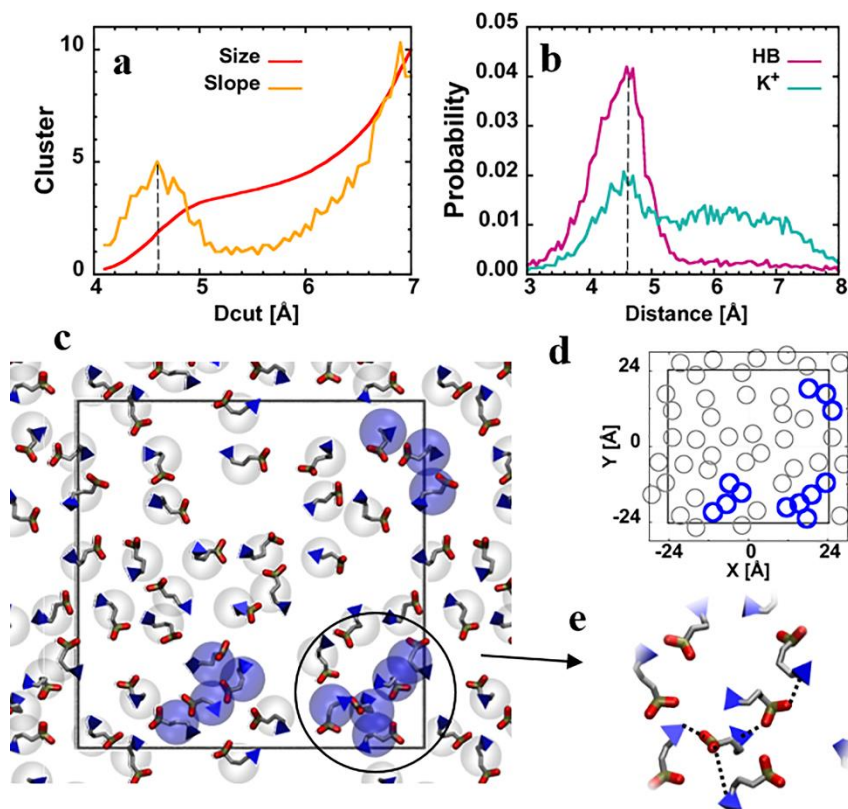 a
Size
Slope
10
5
0
Cluster
4
5
6
7
Dcut [Å]
b
HB
K+
0.05
0.04
0.03
0.02
0.01
0.00
Probability
3
4
5
6
7
8
Distance [Å]
c
d
24
0
-24
Y [Å]
-24
0
24
X [Å]
e